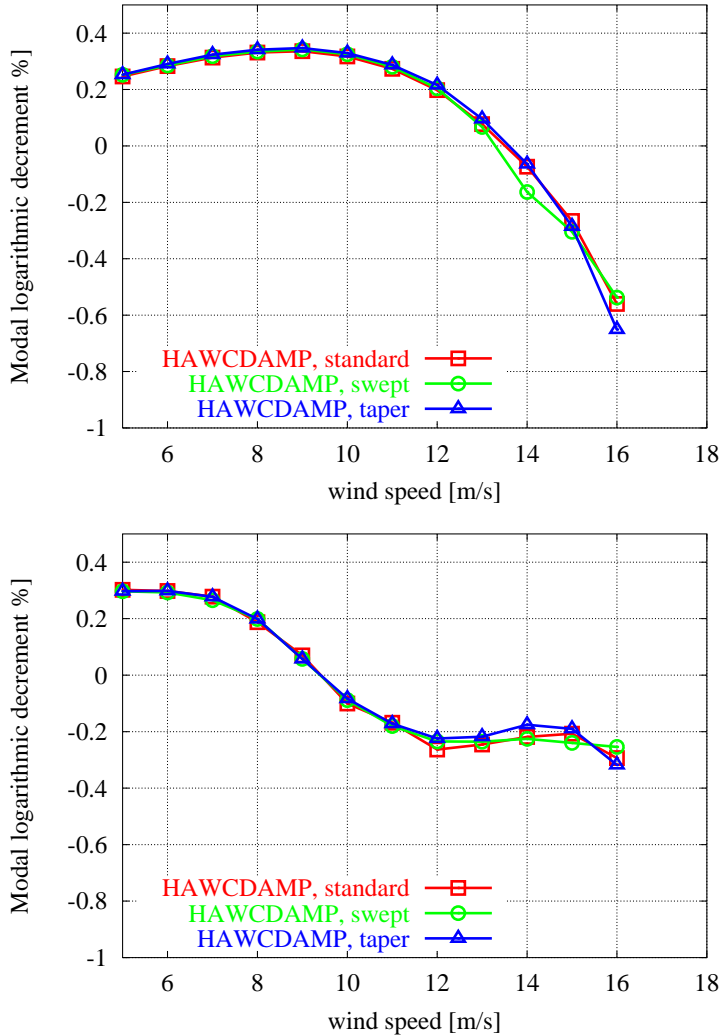 0.4
0.2
0
-0.2
-0.4
-0.6
-0.8
-1
Modal logarithmic decrement %]
HAWCDAMP, standard
HAWCDAMP, swept
HAWCDAMP, taper
6 8 10 12 14 16 18
wind speed [m/s]
0.4
0.2
0
-0.2
-0.4
-0.6
-0.8
-1
Modal logarithmic decrement %]
HAWCDAMP, standard
HAWCDAMP, swept
HAWCDAMP, taper
6 8 10 12 14 16 18
wind speed [m/s]